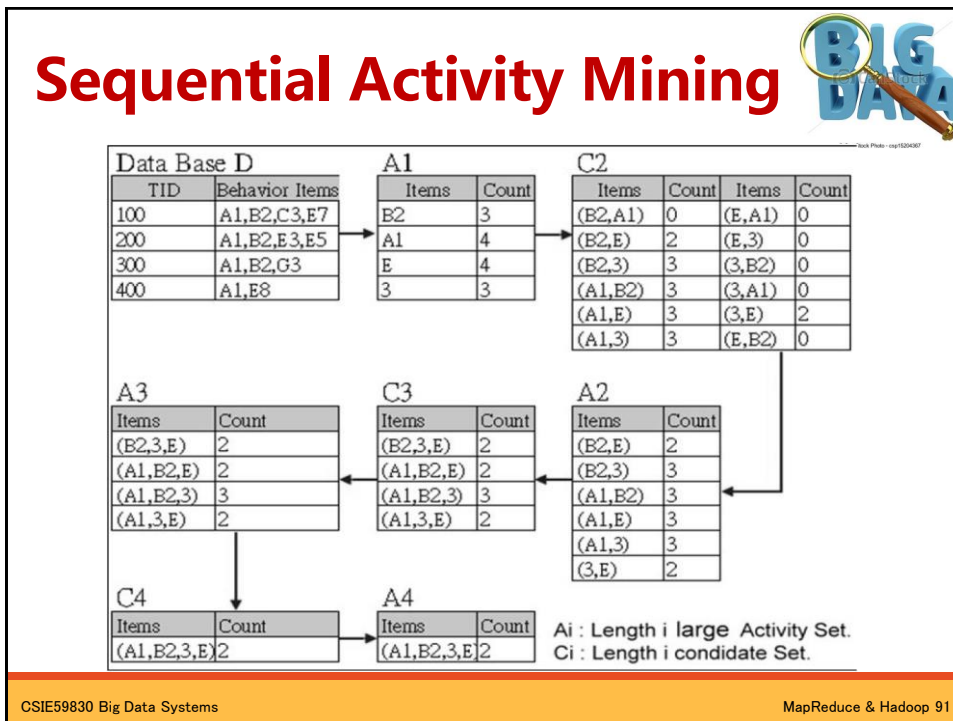 Sequential Activity Mining
BIG
DATA
Data Base D
TID Behavior Items
100 A1,B2,C3,E7
200 A1,B2,E3,E5
300 A1,B2,G3
400 A1,E8
A1
Items Count
B2 3
A1 4
E 4
3 3
C2
Items Count Items Count
(B2,A1) 0 (E,A1) 0
(B2,E) 2 (E,3) 0
(B2,3) 3 (3,B2) 0
(A1,B2) 3 (3,A1) 0
(A1,E) 3 (3,E) 2
(A1,3) 3 (E,B2) 0
A3
Items Count
(B2,3,E) 2
(A1,B2,E) 2
(A1,B2,3) 3
(A1,3,E) 2
C3
Items Count
(B2,3,E) 2
(A1,B2,E) 2
(A1,B2,3) 3
(A1,3,E) 2
A2
Items Count
(B2,E) 2
(B2,3) 3
(A1,B2) 3
(A1,E) 3
(A1,3) 3
(3,E) 2
C4
Items Count
(A1,B2,3,E) 2
A4
Items Count
(A1,B2,3,E) 2
Ai : Length i large Activity Set.
Ci : Length i condidate Set.
CSIE59830 Big Data Systems
MapReduce & Hadoop 91